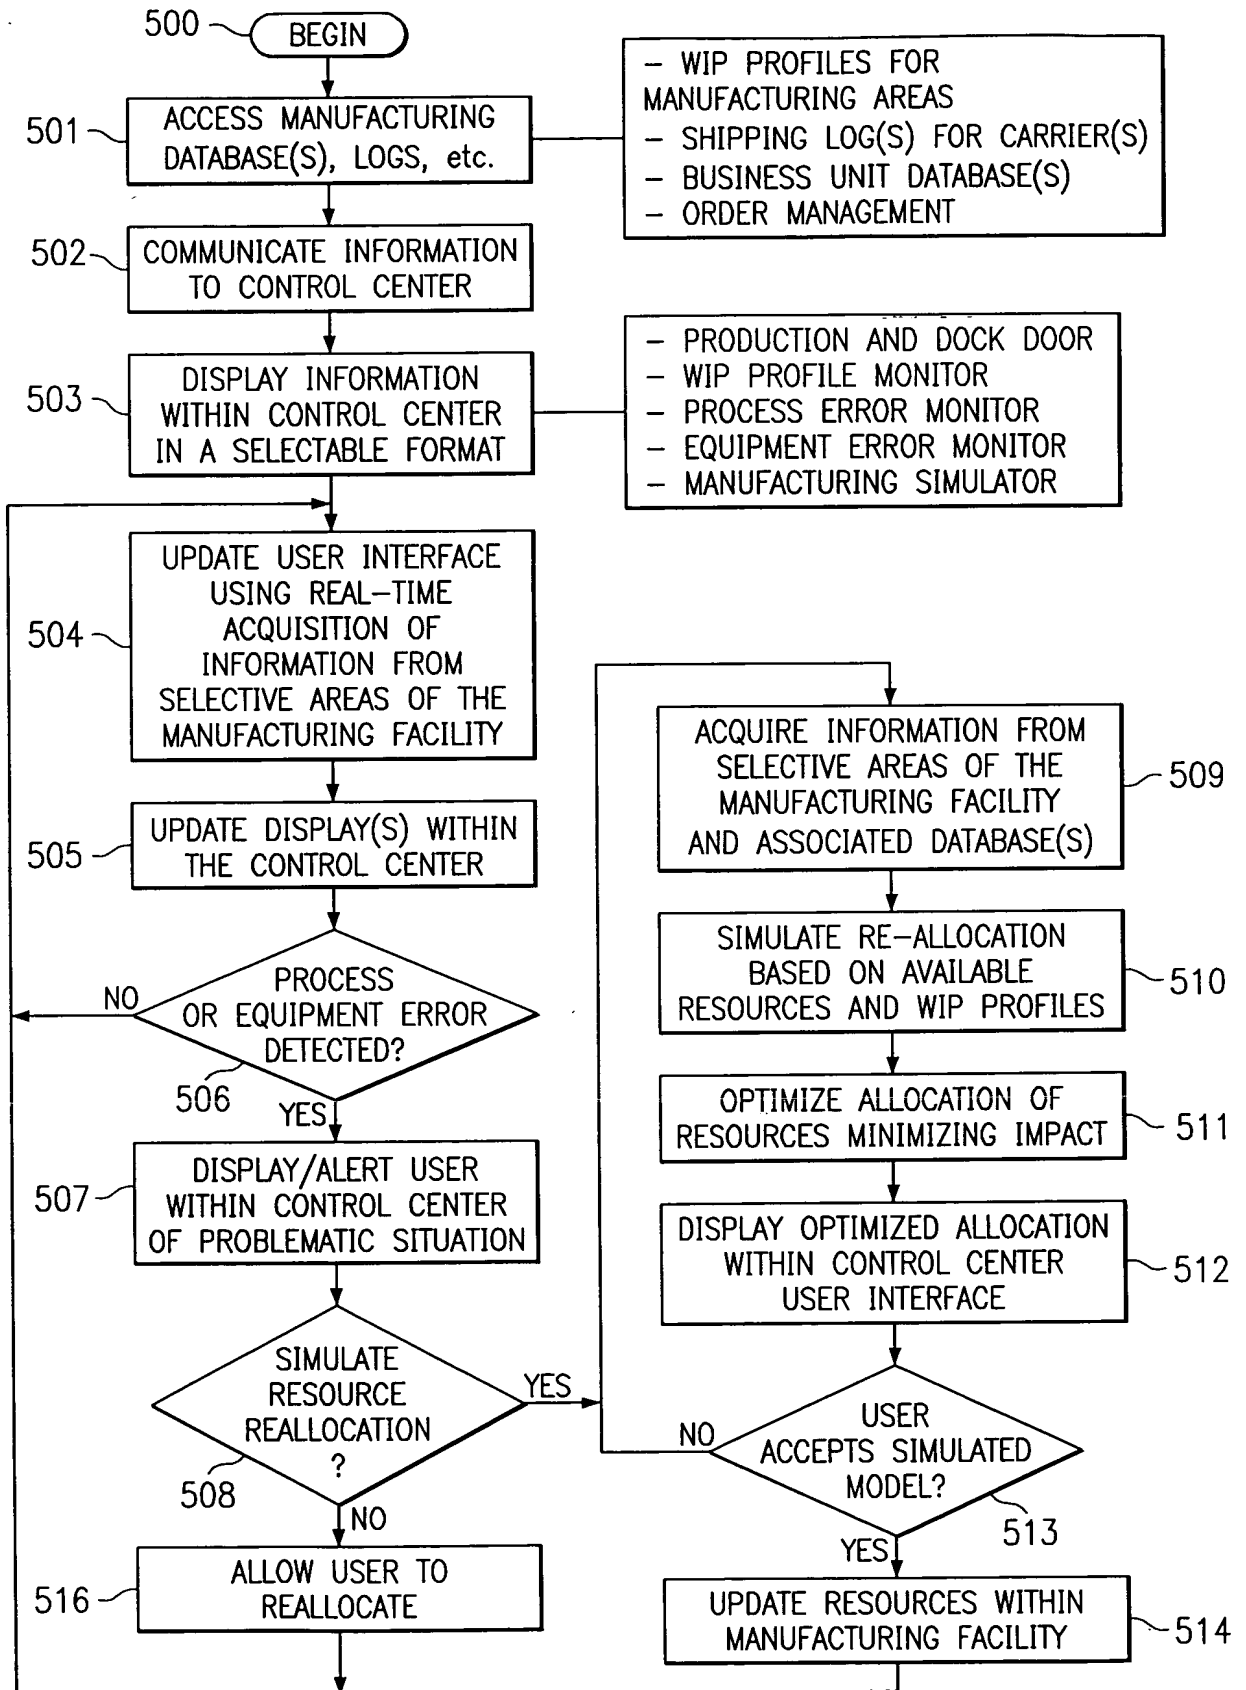 500
BEGIN
501
ACCESS MANUFACTURING
DATABASE(S), LOGS, etc.
– WIP PROFILES FOR
MANUFACTURING AREAS
– SHIPPING LOG(S) FOR CARRIER(S)
– BUSINESS UNIT DATABASE(S)
– ORDER MANAGEMENT
502
COMMUNICATE INFORMATION
TO CONTROL CENTER
503
DISPLAY INFORMATION
WITHIN CONTROL CENTER
IN A SELECTABLE FORMAT
– PRODUCTION AND DOCK DOOR
– WIP PROFILE MONITOR
– PROCESS ERROR MONITOR
– EQUIPMENT ERROR MONITOR
– MANUFACTURING SIMULATOR
504
UPDATE USER INTERFACE
USING REAL–TIME
ACQUISITION OF
INFORMATION FROM
SELECTIVE AREAS OF THE
MANUFACTURING FACILITY
505
UPDATE DISPLAY(S) WITHIN
THE CONTROL CENTER
NO
PROCESS
OR EQUIPMENT ERROR
DETECTED?
506
YES
507
DISPLAY/ALERT USER
WITHIN CONTROL CENTER
OF PROBLEMATIC SITUATION
SIMULATE
RESOURCE
REALLOCATION
?
508
YES
NO
516
ALLOW USER TO
REALLOCATE
ACQUIRE INFORMATION FROM
SELECTIVE AREAS OF THE
MANUFACTURING FACILITY
AND ASSOCIATED DATABASE(S)
509
SIMULATE RE–ALLOCATION
BASED ON AVAILABLE
RESOURCES AND WIP PROFILES
510
OPTIMIZE ALLOCATION OF
RESOURCES MINIMIZING IMPACT
511
DISPLAY OPTIMIZED ALLOCATION
WITHIN CONTROL CENTER
USER INTERFACE
512
NO
USER
ACCEPTS SIMULATED
MODEL?
513
YES
UPDATE RESOURCES WITHIN
MANUFACTURING FACILITY
514